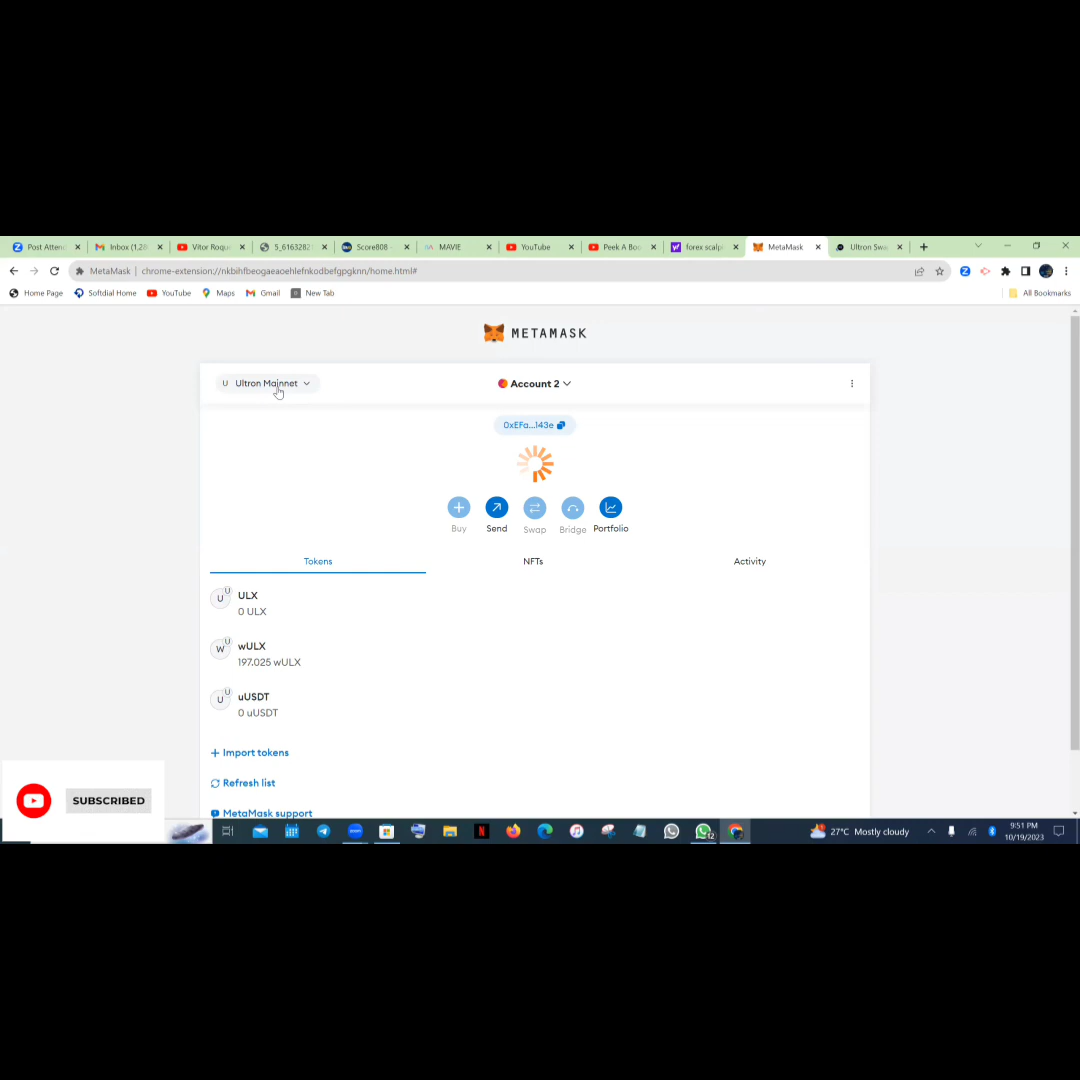 Post Atten
Inbox (1,28
Vitor Roqu
5_6163282
Score808
MAVIE
YouTube
Peek A Boo
forex scalp
MetaMask
Ultron Swa
MetaMask | chrome-extension://nkbihfbeogaeaoehlefnkodbefgpgknn/home.html#
Home Page
Softdial Home
YouTube
Maps
Gmail
New Tab
All Bookmarks
METAMASK
U Ultron Mainnet
Account 2
0xEFa...143e
Buy
Send
Swap
Bridge
Portfolio
Tokens
NFTs
Activity
U U ULX
0 ULX
W U wULX
197.025 wULX
U U uUSDT
0 uUSDT
+ Import tokens
Refresh list
MetaMask support
SUBSCRIBED
27°C Mostly cloudy
9:51 PM
10/19/2023